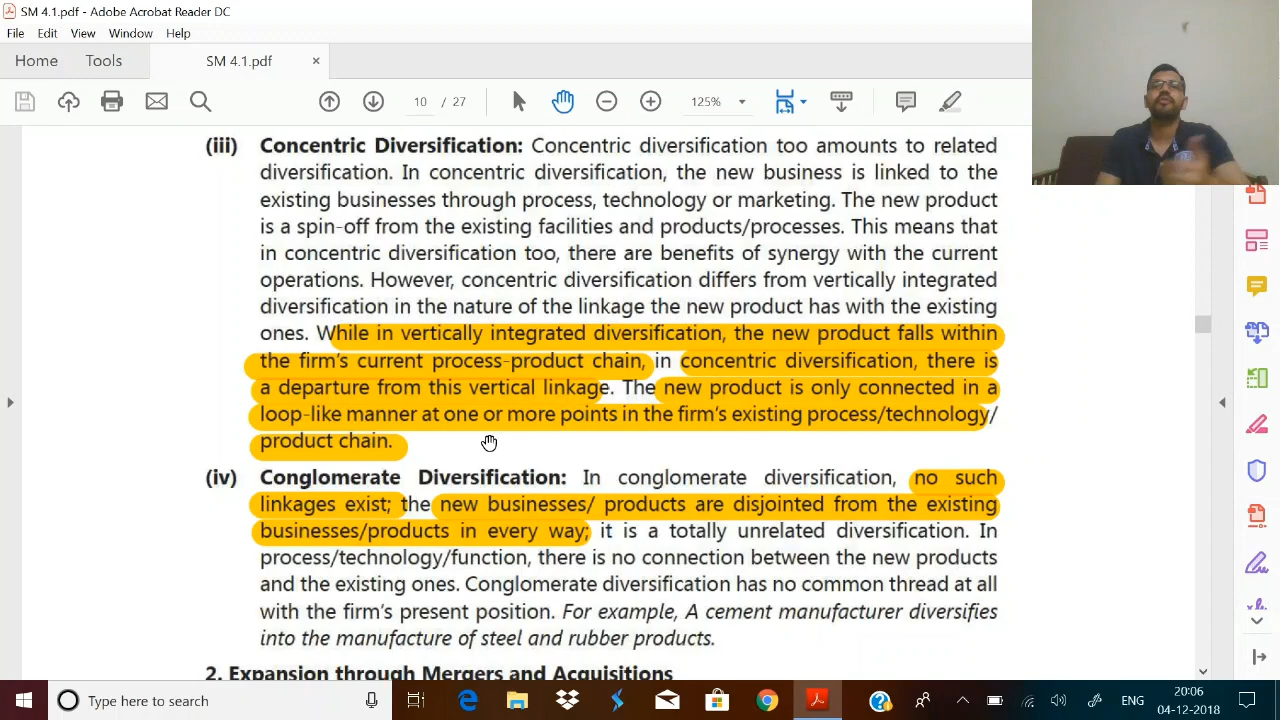 SM 4.1.pdf - Adobe Acrobat Reader DC
File Edit View Window Help
Home Tools SM 4.1.pdf ×
10 / 27 125%
(iii) Concentric Diversification: Concentric diversification too amounts to related
diversification. In concentric diversification, the new business is linked to the
existing businesses through process, technology or marketing. The new product
is a spin-off from the existing facilities and products/processes. This means that
in concentric diversification too, there are benefits of synergy with the current
operations. However, concentric diversification differs from vertically integrated
diversification in the nature of the linkage the new product has with the existing
ones. While in vertically integrated diversification, the new product falls within
the firm's current process-product chain, in concentric diversification, there is
a departure from this vertical linkage. The new product is only connected in a
loop-like manner at one or more points in the firm's existing process/technology/
product chain.
(iv) Conglomerate Diversification: In conglomerate diversification, no such
linkages exist; the new businesses/ products are disjointed from the existing
businesses/products in every way; it is a totally unrelated diversification. In
process/technology/function, there is no connection between the new products
and the existing ones. Conglomerate diversification has no common thread at all
with the firm's present position. For example, A cement manufacturer diversifies
into the manufacture of steel and rubber products.
2. Expansion through Mergers and Acquisitions
Type here to search
ENG
20:06
04-12-2018